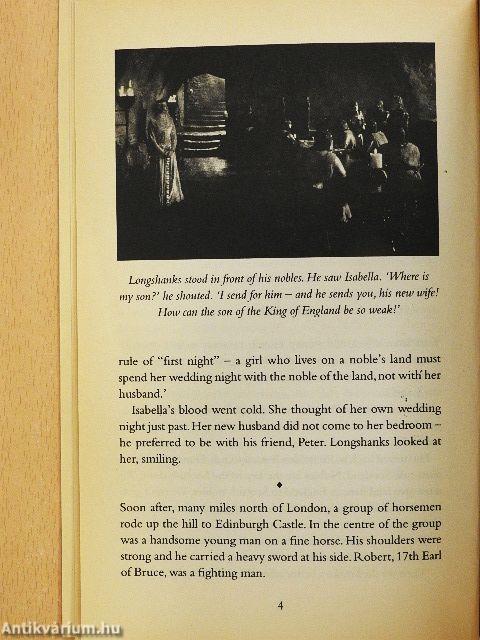 Longshanks stood in front of his nobles. He saw Isabella. ‘Where is
my son?’ he shouted. ‘I send for him – and he sends you, his new wife!
How can the son of the King of England be so weak!’
rule of “first night” – a girl who lives on a noble’s land must
spend her wedding night with the noble of the land, not with her
husband.’
Isabella’s blood went cold. She thought of her own wedding
night just past. Her new husband did not come to her bedroom –
he preferred to be with his friend, Peter. Longshanks looked at
her, smiling.
Soon after, many miles north of London, a group of horsemen
rode up the hill to Edinburgh Castle. In the centre of the group
was a handsome young man on a fine horse. His shoulders were
strong and he carried a heavy sword at his side. Robert, 17th Earl
of Bruce, was a fighting man.
4
Antikvárium.hu